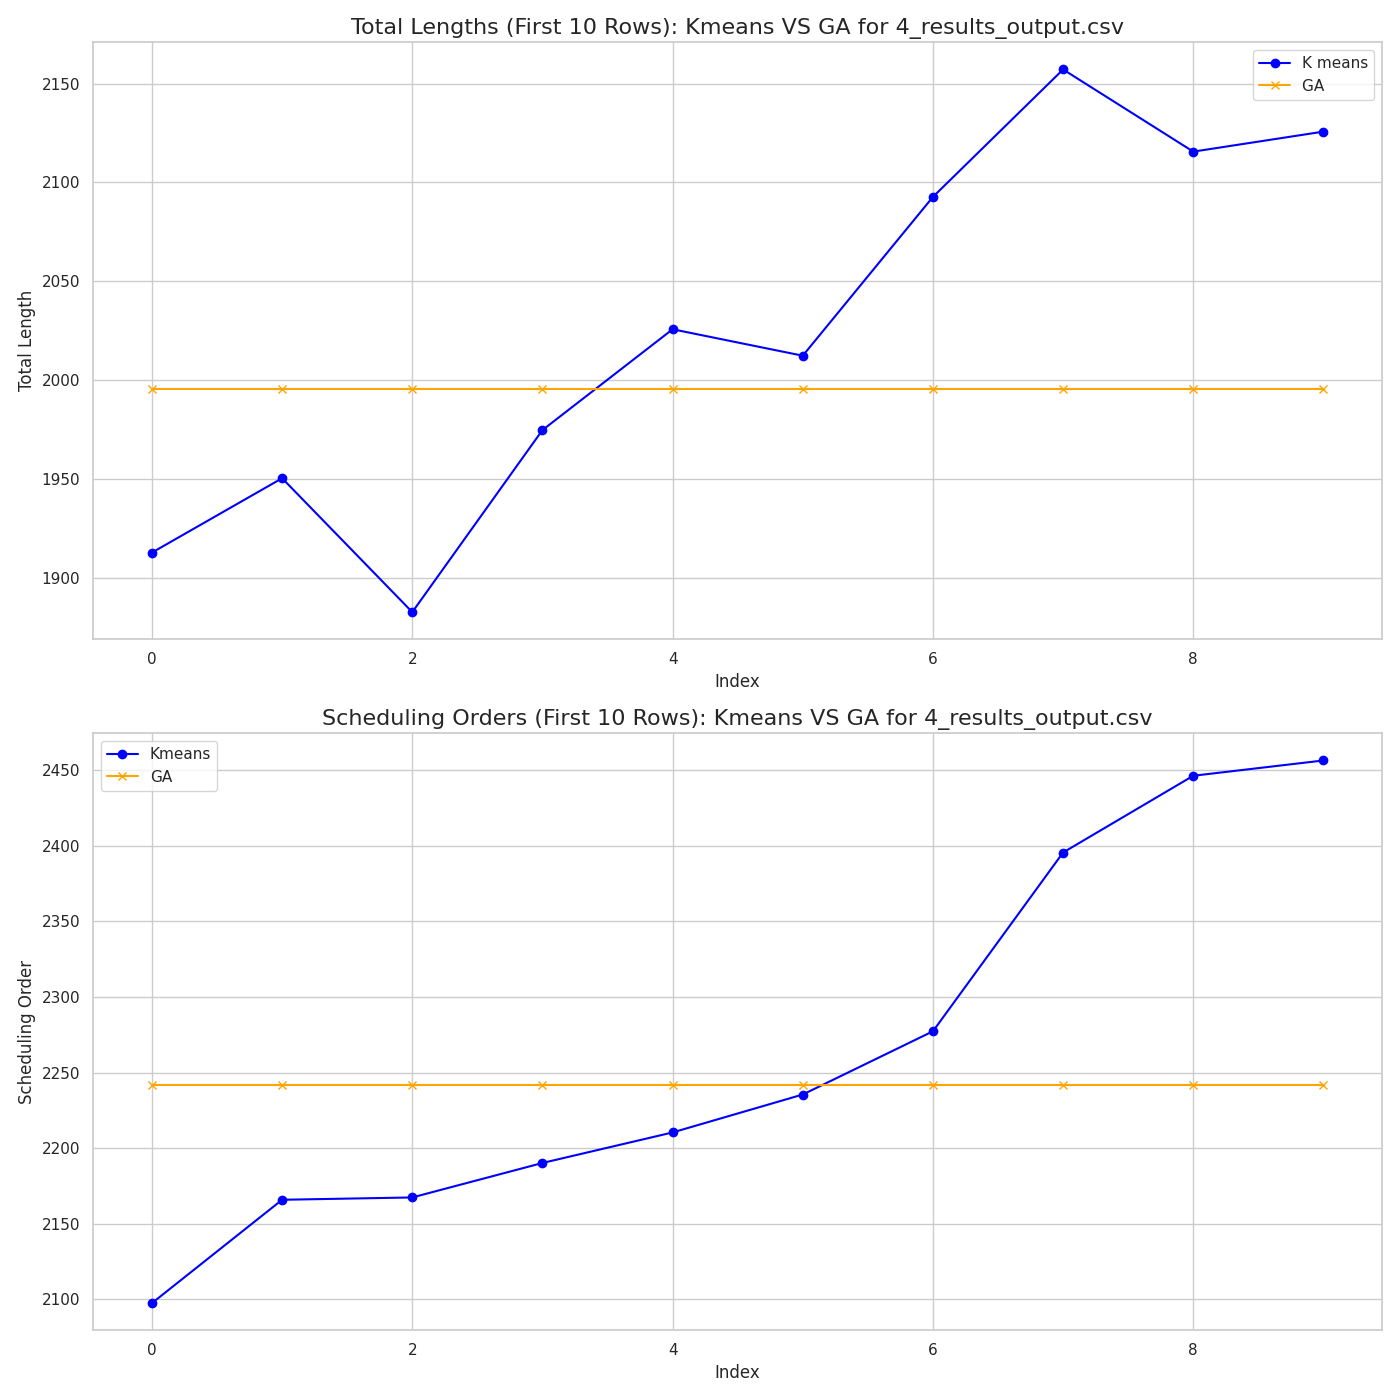 Total Lengths (First 10 Rows): Kmeans VS GA for 4_results_output.csv
K means
GA
2150
2100
2050
2000
1950
1900
Total Length
0 2 4 6 8
Index
Scheduling Orders (First 10 Rows): Kmeans VS GA for 4_results_output.csv
Kmeans
GA
2450
2400
2350
2300
2250
2200
2150
2100
Scheduling Order
0 2 4 6 8
Index